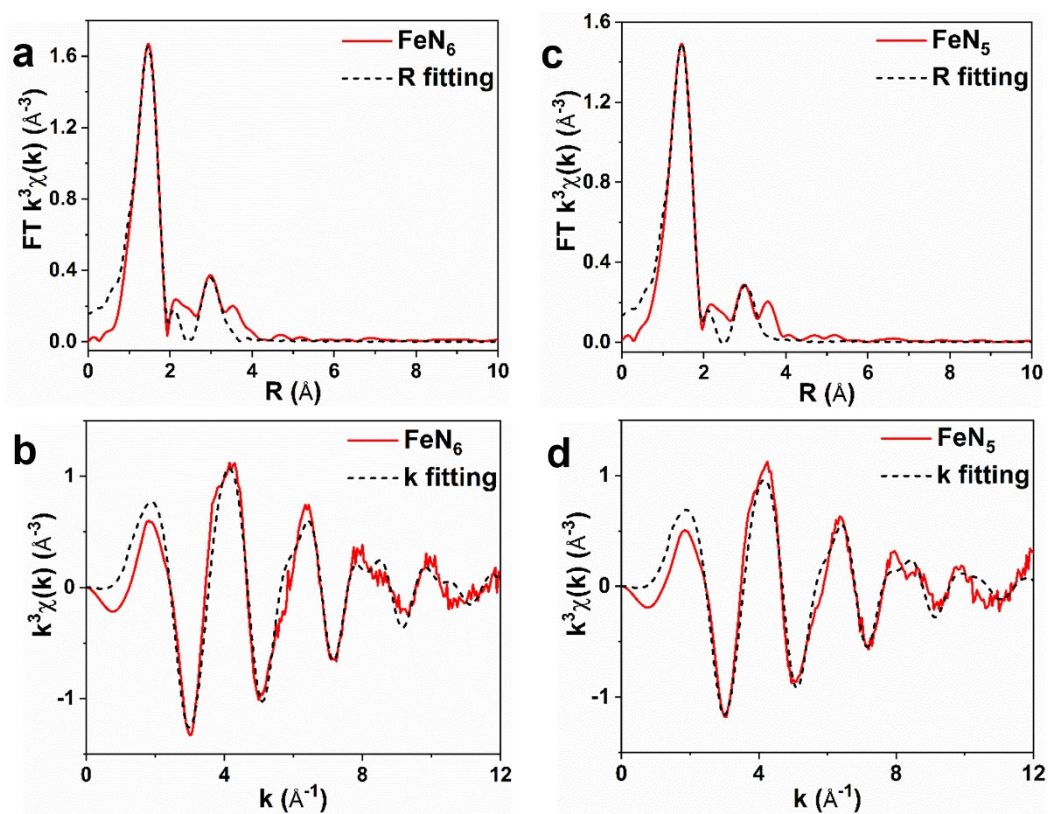 a
FeN₆
R fitting
FT k³χ(k) (Å⁻³)
1.6
1.2
0.8
0.4
0.0
0 2 4 6 8 10
R (Å)
c
FeN₅
R fitting
FT k³χ(k) (Å⁻³)
1.6
1.2
0.8
0.4
0.0
0 2 4 6 8 10
R (Å)
b
FeN₆
k fitting
k³χ(k) (Å⁻³)
1
0
-1
0 4 8 12
k (Å⁻¹)
d
FeN₅
k fitting
k³χ(k) (Å⁻³)
1
0
-1
0 4 8 12
k (Å⁻¹)